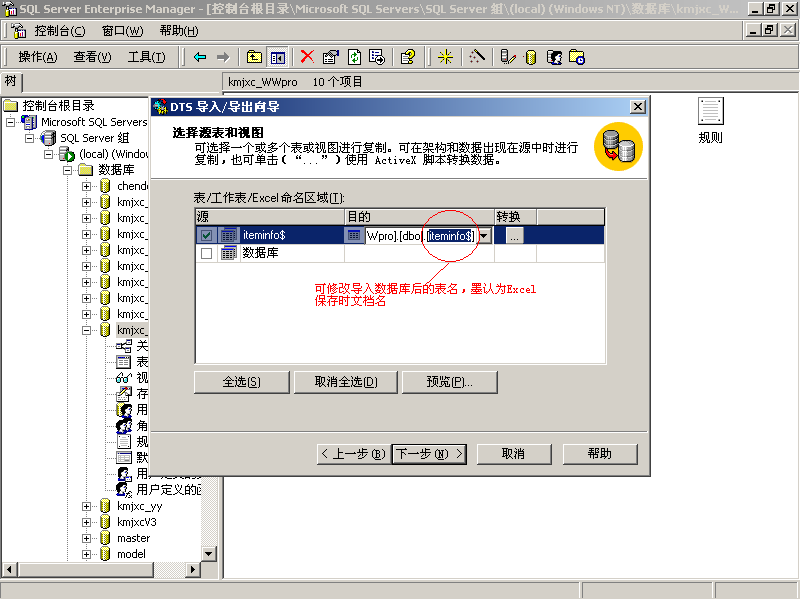 SQL Server Enterprise Manager - [控制台根目录\Microsoft SQL Servers\SQL Server 组\(local) (Windows NT)\数据库\kmjxc_W...
控制台(C) 窗口(W) 帮助(H)
操作(A) 查看(V) 工具(T)
树
kmjxc_WWpro 10 个项目
控制台根目录
Microsoft SQL Servers
SQL Server 组
(local) (Windo
数据库
chend
kmjxc_
kmjxc_
kmjxc_
kmjxc_
kmjxc_
kmjxc_
kmjxc_
kmjxc_
kmjxc_
关
表
视
存
用
角
规
默
用户定义的
用户定义的函
kmjxc_yy
kmjxcV3
master
model
规则
DTS 导入/导出向导
选择源表和视图
可选择一个或多个表或视图进行复制。可在架构和数据出现在源中时进行
复制，也可单击(“...”)使用 ActiveX 脚本转换数据。
表/工作表/Excel 命名区域(T):
源 目的 转换
iteminfo$ Wpro].[dbo].[iteminfo$] ...
数据库
可修改导入数据库后的表名，墨认为Excel
保存时文档名
全选(S) 取消全选(D) 预览(P)...
< 上一步(B) 下一步(N) > 取消 帮助